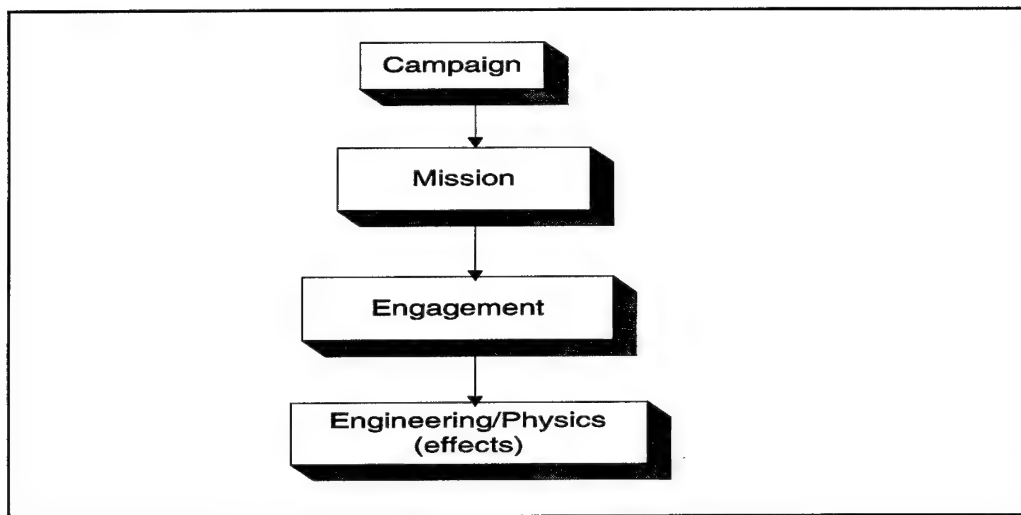 Campaign
Mission
Engagement
Engineering/Physics
(effects)